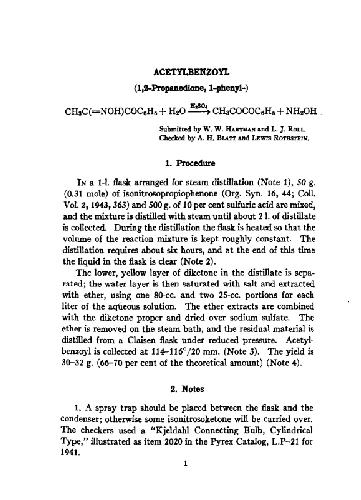 ACETYLBENZOYL
(1,2-Propanedione, 1-phenyl-)
CH₃C(=NOH)COC₆H₅ + H₂O —H₂SO₄→ CH₃COCOC₆H₅ + NH₂OH
Submitted by W. W. HARTMAN and L. J. ROLL.
Checked by A. H. BLATT and LEWIS ROTHSTEIN.
1. Procedure
IN a 1-l. flask arranged for steam distillation (Note 1), 50 g.
(0.31 mole) of isonitrosopropiophenone (Org. Syn. 16, 44; Coll.
Vol. 2, 1943, 363) and 500 g. of 10 per cent sulfuric acid are mixed,
and the mixture is distilled with steam until about 2 l. of distillate
is collected. During the distillation the flask is heated so that the
volume of the reaction mixture is kept roughly constant. The
distillation requires about six hours, and at the end of this time
the liquid in the flask is clear (Note 2).
The lower, yellow layer of diketone in the distillate is sepa-
rated; the water layer is then saturated with salt and extracted
with ether, using one 80-cc. and two 25-cc. portions for each
liter of the aqueous solution. The ether extracts are combined
with the diketone proper and dried over sodium sulfate. The
ether is removed on the steam bath, and the residual material is
distilled from a Claisen flask under reduced pressure. Acetyl-
benzoyl is collected at 114–116°/20 mm. (Note 3). The yield is
30–32 g. (66–70 per cent of the theoretical amount) (Note 4).
2. Notes
1. A spray trap should be placed between the flask and the
condenser; otherwise some isonitrosoketone will be carried over.
The checkers used a "Kjeldahl Connecting Bulb, Cylindrical
Type," illustrated as item 2020 in the Pyrex Catalog, L.P-21 for
1941.
1